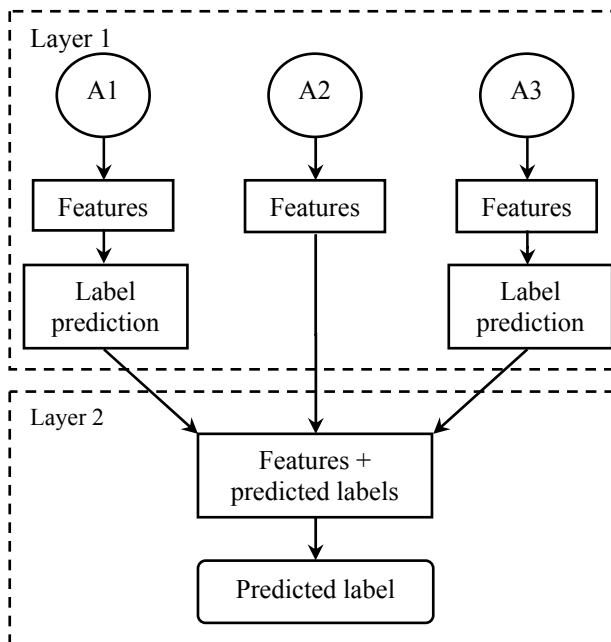 Layer 1
A1
A2
A3
Features
Features
Features
Label
prediction
Label
prediction
Layer 2
Features +
predicted labels
Predicted label